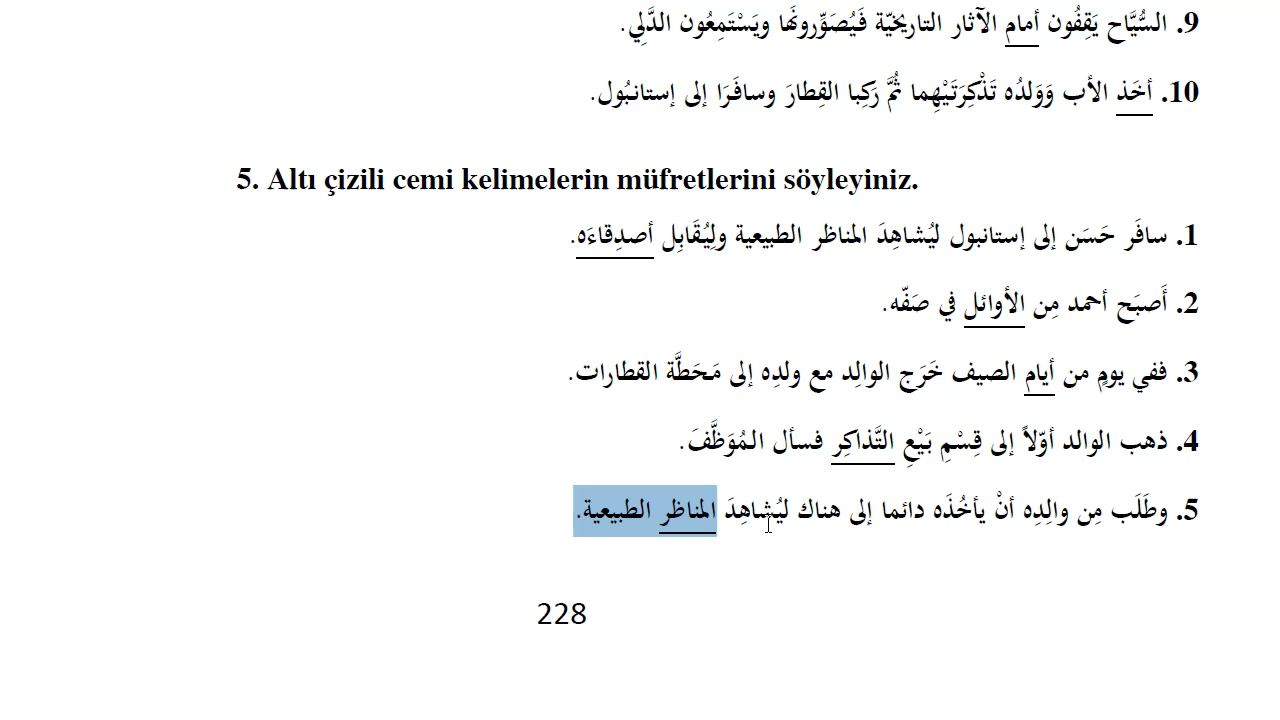 9. السُّيَّاح يَقِفُون أمام الآثار التاريخيّة فَيُصَوِّرونَها ويَسْتَمِعُون الدَّلِي.
10. أخَذ الأب وَوَلدُه تَذْكِرَتَيْهِما ثُمَّ رَكِبا القِطارَ وسافَرَا إلى إستانبُول.
5. Altı çizili cemi kelimelerin müfretlerini söyleyiniz.
1. سافَر حَسَن إلى إستانبول ليُشاهِدَ المناظر الطبيعية ولِيُقَابِل أصدِقاءَه.
2. أَصبَح أحمد مِن الأوائل في صَفّه.
3. ففي يومٍ من أيام الصيف خَرَج الوالِد مع ولدِه إلى مَحَطَّة القطارات.
4. ذهب الوالد أوّلاً إلى قِسْمِ بَيْعِ التَّذاكِر فسأل المُوَظَّفَ.
5. وطَلَب مِن والِدِه أنْ يأخُذَه دائما إلى هناك ليُشاهِدَ المناظر الطبيعية.
228